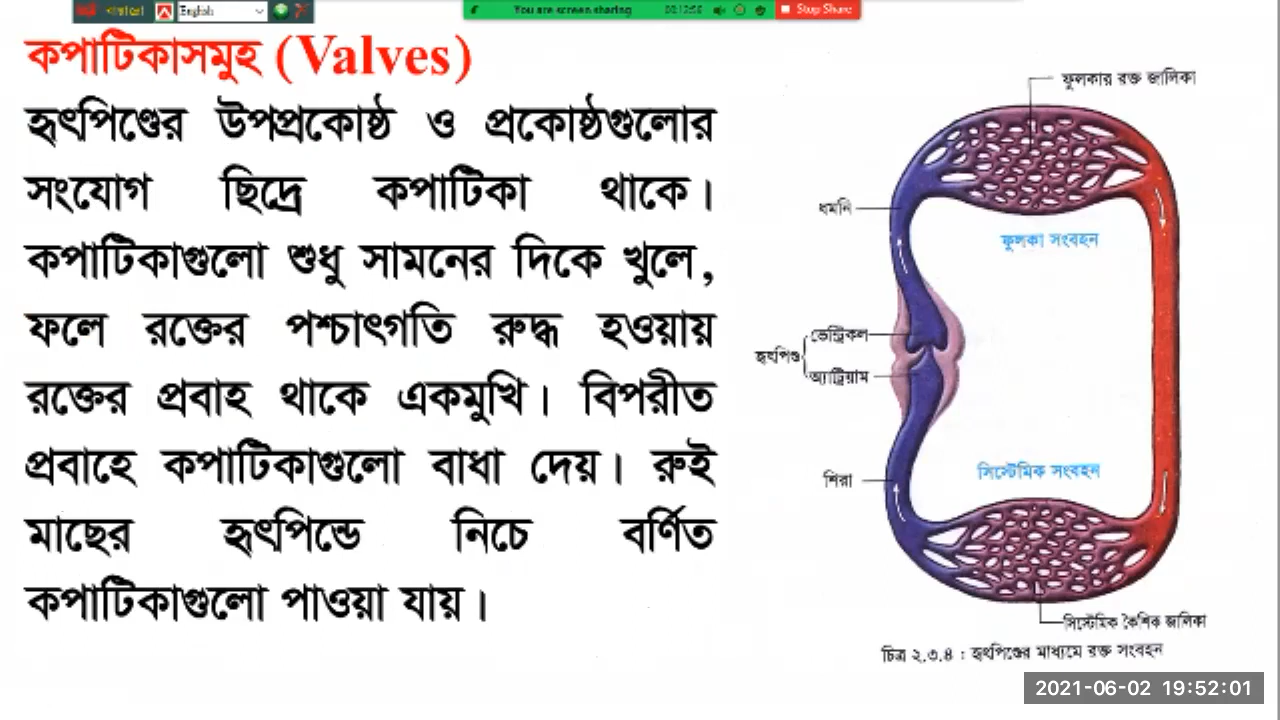 English
You are screen sharing
Stop Share
কপাটিকাসমুহ (Valves)
হৃৎপিণ্ডের উপপ্রকোষ্ঠ ও প্রকোষ্ঠগুলোর
সংযোগ ছিদ্রে কপাটিকা থাকে।
কপাটিকাগুলো শুধু সামনের দিকে খুলে,
ফলে রক্তের পশ্চাৎগতি রুদ্ধ হওয়ায়
রক্তের প্রবাহ থাকে একমুখি। বিপরীত
প্রবাহে কপাটিকাগুলো বাধা দেয়। রুই
মাছের হৃৎপিন্ডে নিচে বর্ণিত
কপাটিকাগুলো পাওয়া যায়।
ফুলকার রক্ত জালিকা
ধমনি
ফুলকা সংবহন
ভেন্ট্রিকল
হৃৎপিণ্ড
অ্যাট্রিয়াম
সিস্টেমিক সংবহন
শিরা
সিস্টেমিক কৈশিক জালিকা
চিত্র ২.৩.৪ : হৃৎপিণ্ডের মাধ্যমে রক্ত সংবহন
2021-06-02 19:52:01